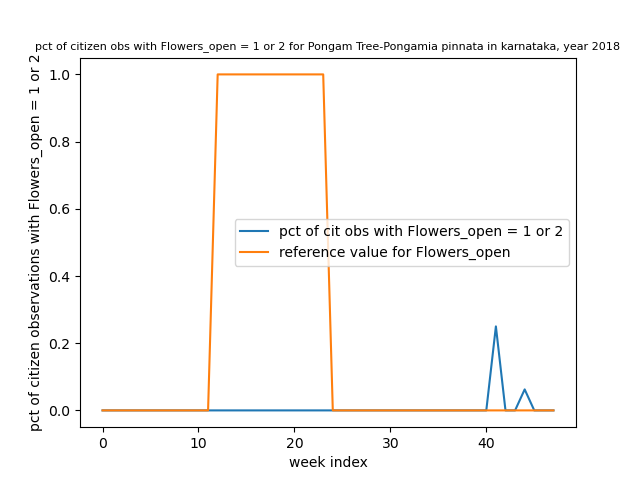 pct of citizen obs with Flowers_open = 1 or 2 for Pongam Tree-Pongamia pinnata in karnataka, year 2018
pct of citizen observations with Flowers_open = 1 or 2
1.0
0.8
0.6
0.4
0.2
0.0
pct of cit obs with Flowers_open = 1 or 2
reference value for Flowers_open
0 10 20 30 40
week index